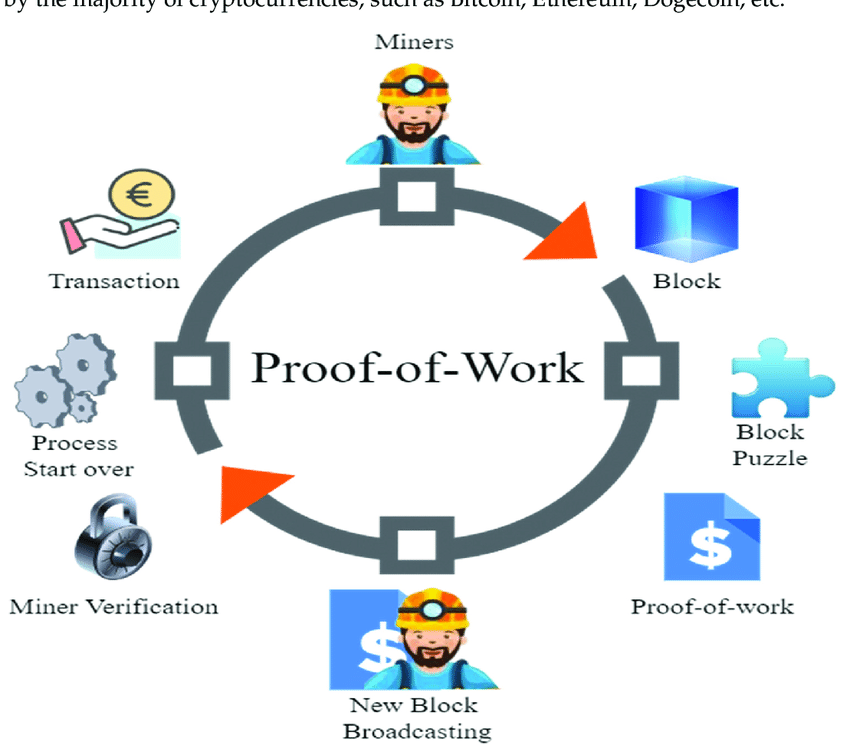 by the majority of cryptocurrencies, such as Bitcoin, Ethereum, Dogecoin, etc.
Miners
Transaction
Block
Proof-of-Work
Process
Start over
Block
Puzzle
Miner Verification
Proof-of-work
New Block
Broadcasting